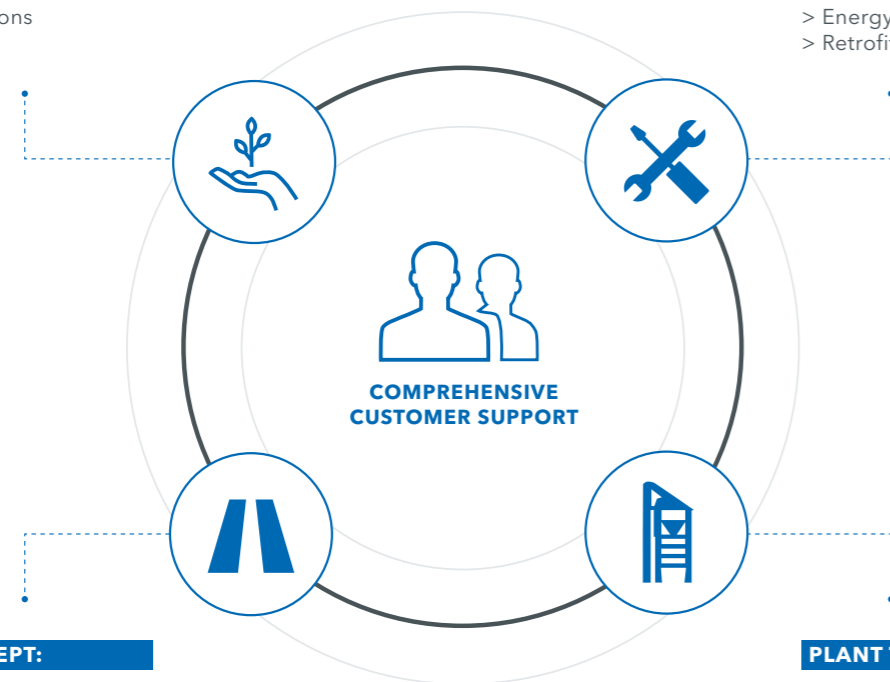 ons
> Energy
> Retrofi
COMPREHENSIVE
CUSTOMER SUPPORT
EPT:
PLANT